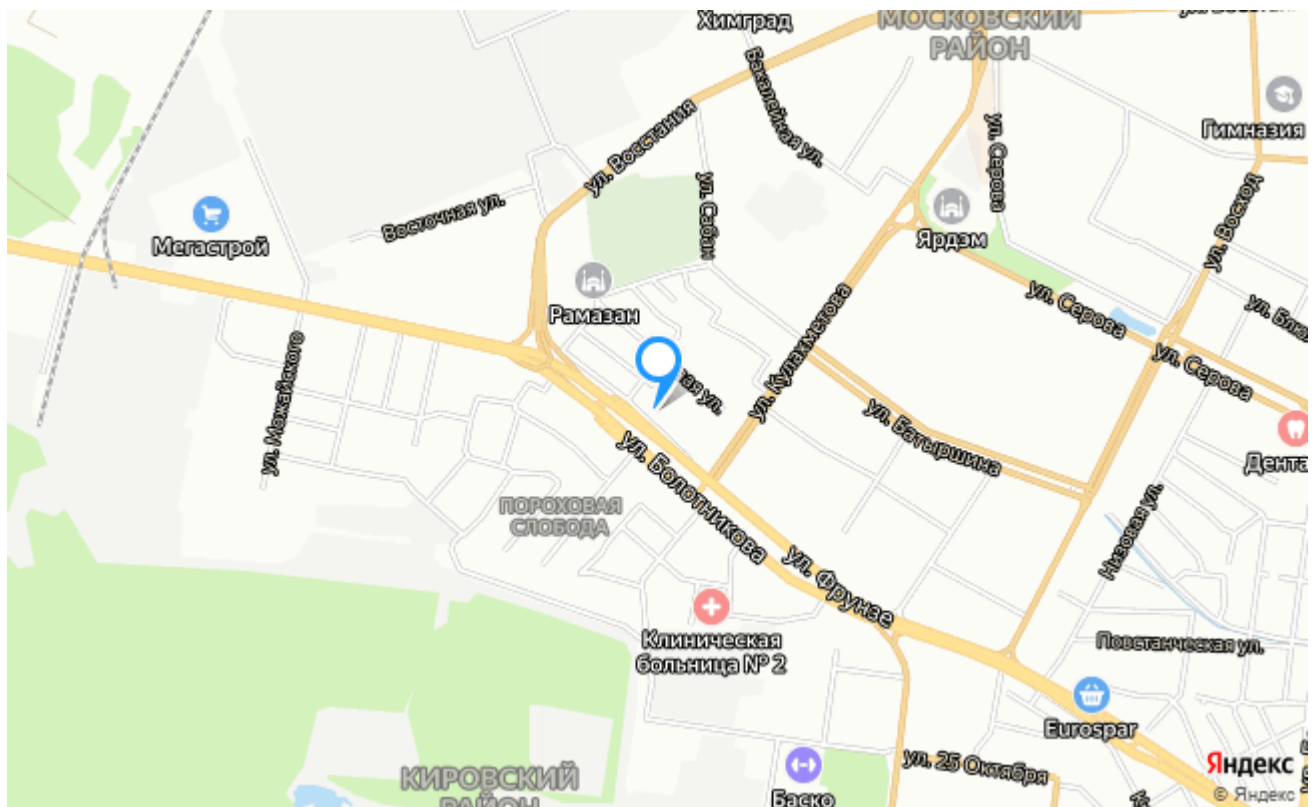 Химград
МОСКОВСКИЙ
РАЙОН
Бакалейная ул.
Гимназия
ул. Восстания
ул. Серова
ул. Сабан
ул. Восход
Восточная ул.
Мегастрой
Ярдэм
Рамазан
ул. Серова
ул. Кулахметова
ул. Можайского
ул. Серова
ул. Батыршина
ул. Болотникова
ПОРОХОВАЯ
СЛОБОДА
Низовая ул.
ул. Фрунзе
Клиническая
больница № 2
Повстанческая ул.
Eurospar
ул. 25 Октября
КИРОВСКИЙ
РАЙОН
Баско
Яндекс
© Яндекс